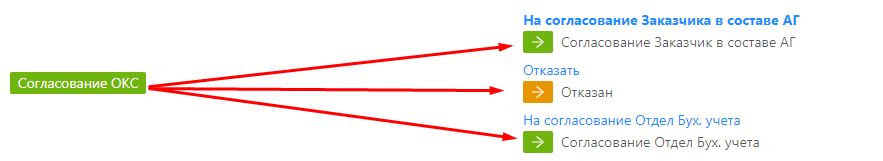 На согласование Заказчика в составе АГ
Согласование Заказчик в составе АГ
Согласование ОКС
Отказать
Отказан
На согласование Отдел Бух. учета
Согласование Отдел Бух. учета